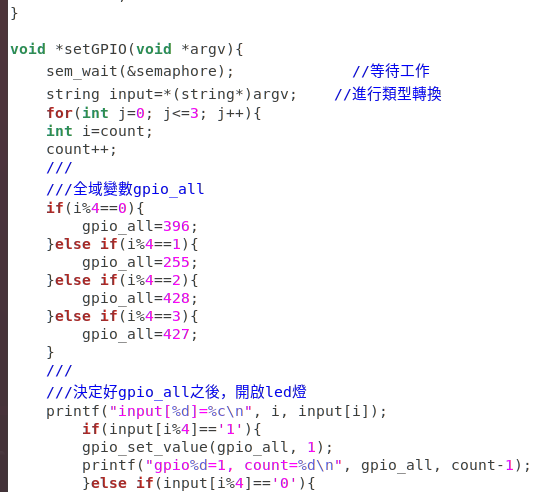 }
void *setGPIO(void *argv){
    sem_wait(&semaphore);             //等待工作
    string input=*(string*)argv;    //進行類型轉換
    for(int j=0; j<=3; j++){
    int i=count;
    count++;
    ///
    ///全域變數gpio_all
    if(i%4==0){
        gpio_all=396;
    }else if(i%4==1){
        gpio_all=255;
    }else if(i%4==2){
        gpio_all=428;
    }else if(i%4==3){
        gpio_all=427;
    }
    ///
    ///決定好gpio_all之後，開啟led燈
    printf("input[%d]=%c\n", i, input[i]);
        if(input[i%4]=='1'){
        gpio_set_value(gpio_all, 1);
        printf("gpio%d=1, count=%d\n", gpio_all, count-1);
        }else if(input[i%4]=='0'){